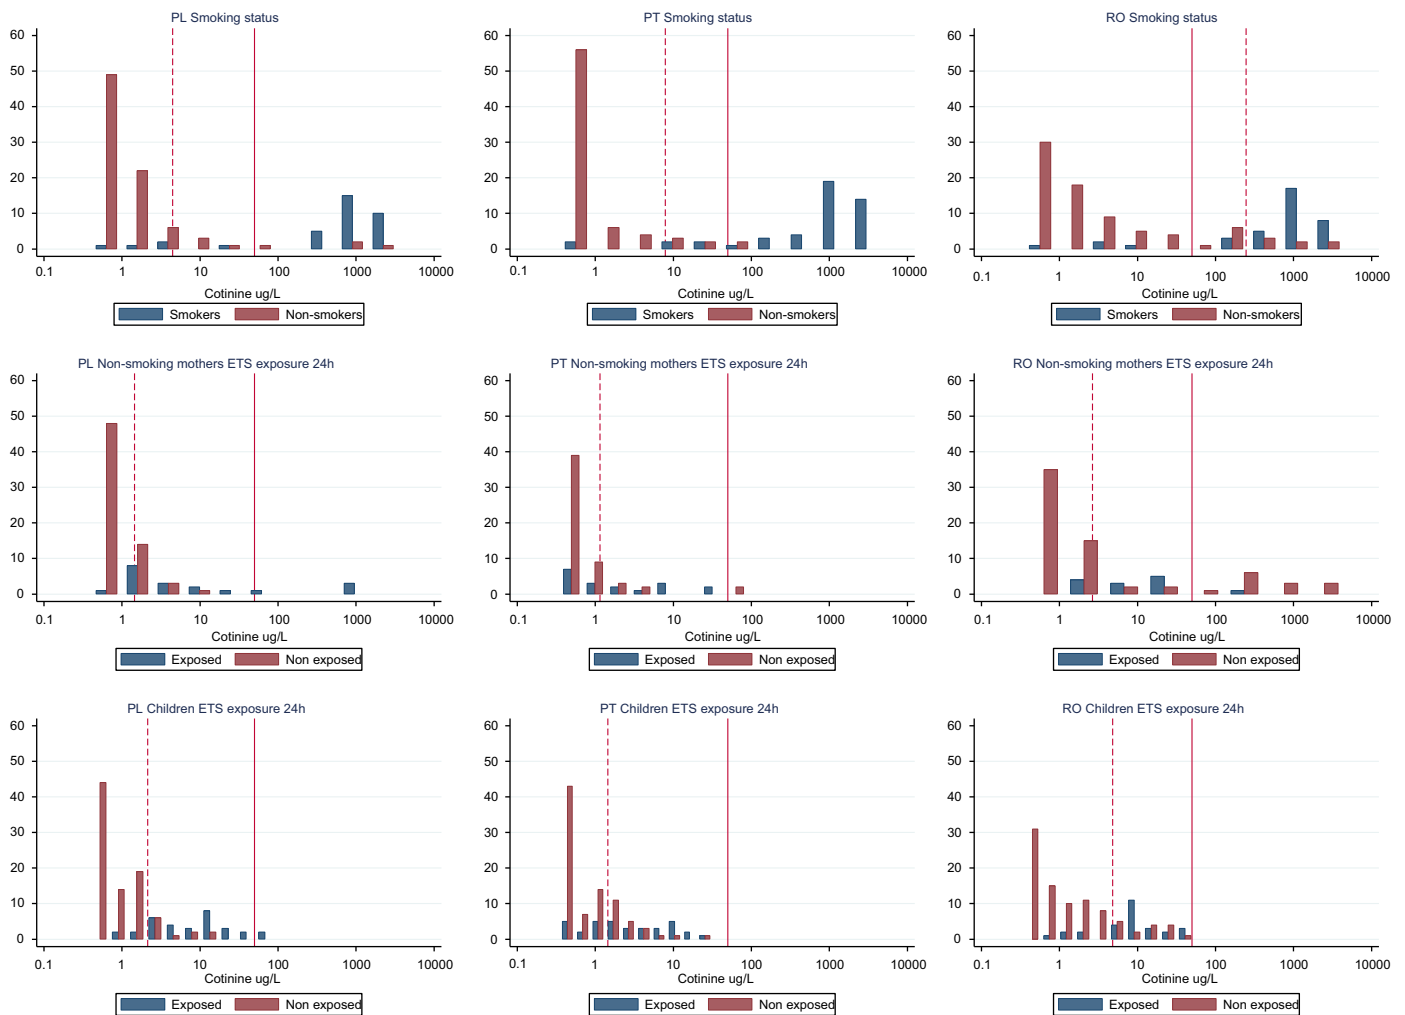 PL Smoking status
60
50
40
30
20
10
0
0.1 1 10 100 1000 10000
Cotinine ug/L
Smokers Non-smokers
PT Smoking status
60
50
40
30
20
10
0
0.1 1 10 100 1000 10000
Cotinine ug/L
Smokers Non-smokers
RO Smoking status
60
50
40
30
20
10
0
0.1 1 10 100 1000 10000
Cotinine ug/L
Smokers Non-smokers
PL Non-smoking mothers ETS exposure 24h
60
50
40
30
20
10
0
0.1 1 10 100 1000 10000
Cotinine ug/L
Exposed Non exposed
PT Non-smoking mothers ETS exposure 24h
60
50
40
30
20
10
0
0.1 1 10 100 1000 10000
Cotinine ug/L
Exposed Non exposed
RO Non-smoking mothers ETS exposure 24h
60
50
40
30
20
10
0
0.1 1 10 100 1000 10000
Cotinine ug/L
Exposed Non exposed
PL Children ETS exposure 24h
60
50
40
30
20
10
0
0.1 1 10 100 1000 10000
Cotinine ug/L
Exposed Non exposed
PT Children ETS exposure 24h
60
50
40
30
20
10
0
0.1 1 10 100 1000 10000
Cotinine ug/L
Exposed Non exposed
RO Children ETS exposure 24h
60
50
40
30
20
10
0
0.1 1 10 100 1000 10000
Cotinine ug/L
Exposed Non exposed